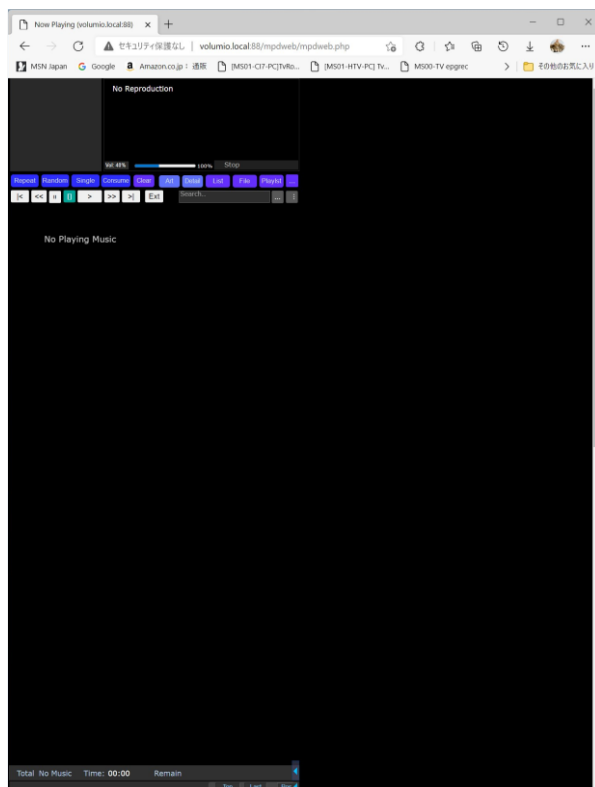 Now Playing (volumio.local:88)
セキュリティ保護なし | volumio.local:88/mpdweb/mpdweb.php
MSN Japan Google Amazon.co.jp: 通販 [MS01-CI7-PC]TvRo... [MS01-HTV-PC] Tv... MS00-TV epgrec その他のお気に入り
No Reproduction
Vol: 48% 100% Stop
Repeat Random Single Consume Clear Art Detail List File Playlst ...
|< << II [] > >> >| Ext Search... ...
No Playing Music
Total No Music Time: 00:00 Remain
Top Last Pos